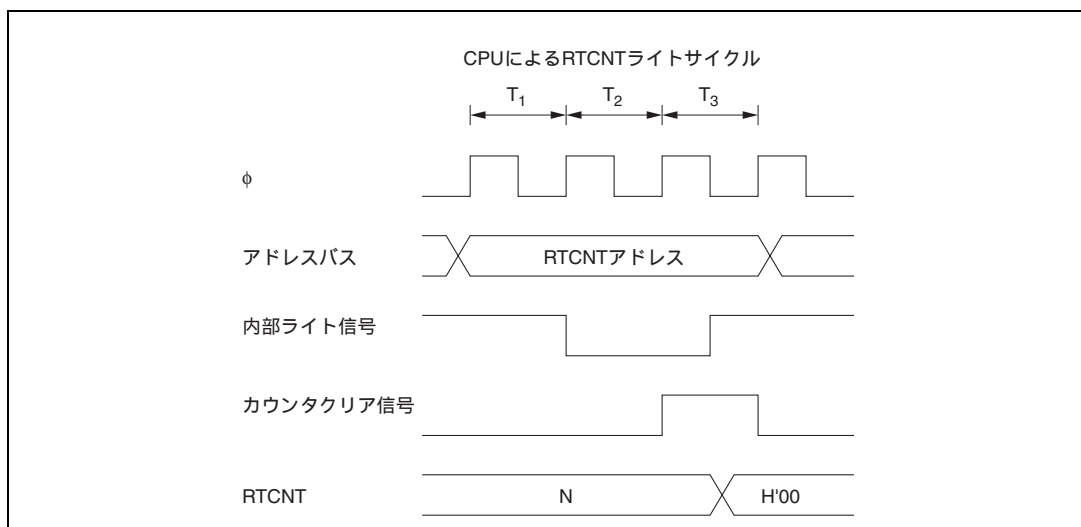 CPUによるRTCNTライトサイクル
T1 T2 T3
φ
アドレスバス RTCNTアドレス
内部ライト信号
カウンタクリア信号
RTCNT N H'00